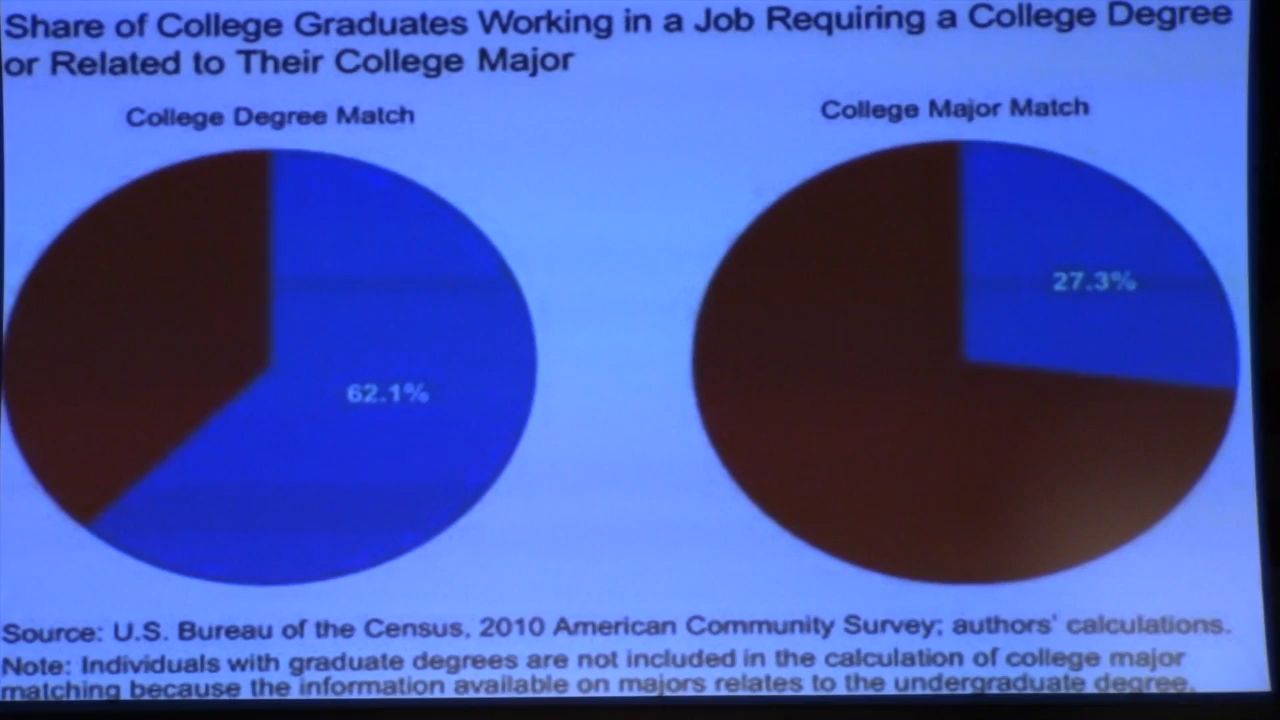 Share of College Graduates Working in a Job Requiring a College Degree
or Related to Their College Major
College Degree Match
College Major Match
27.3%
62.1%
Source: U.S. Bureau of the Census, 2010 American Community Survey; authors' calculations.
Note: Individuals with graduate degrees are not included in the calculation of college major
matching because the information available on majors relates to the undergraduate degree.